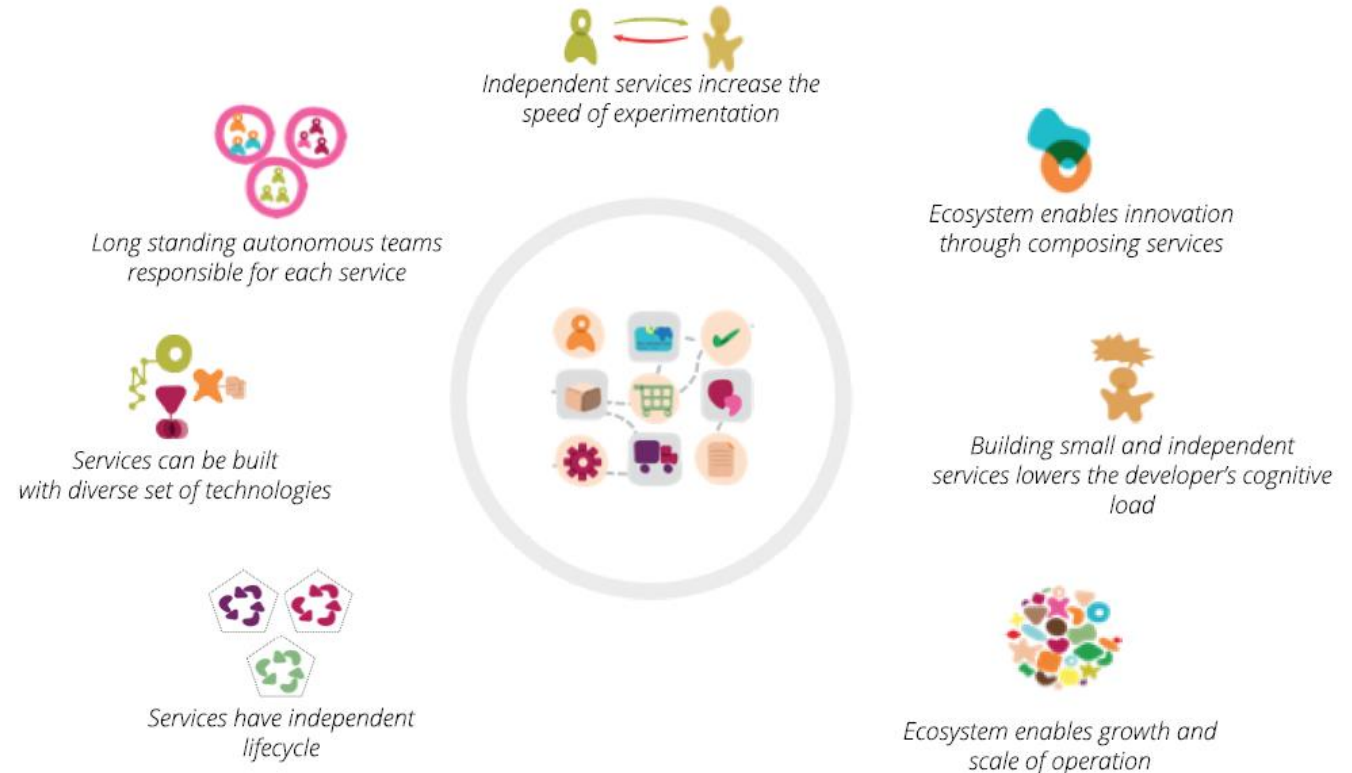 Independent services increase the
speed of experimentation
Long standing autonomous teams
responsible for each service
Ecosystem enables innovation
through composing services
Services can be built
with diverse set of technologies
Building small and independent
services lowers the developer’s cognitive
load
Services have independent
lifecycle
Ecosystem enables growth and
scale of operation